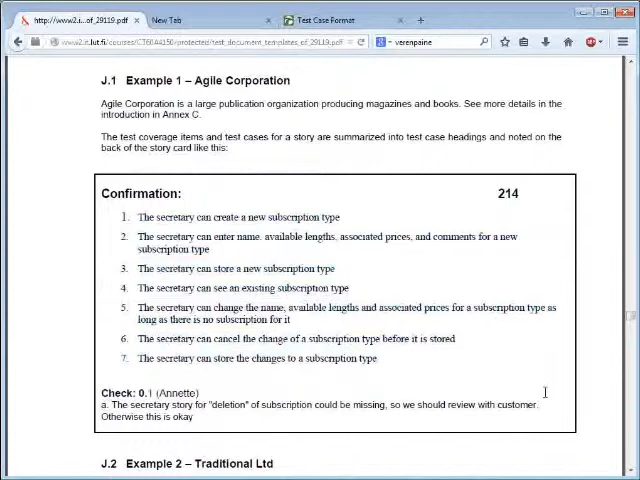 http://www2.i...of_29119.pdf
New Tab
Test Case Format
www2.it.lut.fi/courses/CT60A4150/protected/test_document_templates_of_29119.pdf
verenpaine
J.1 Example 1 – Agile Corporation
Agile Corporation is a large publication organization producing magazines and books. See more details in the
introduction in Annex C.
The test coverage items and test cases for a story are summarized into test case headings and noted on the
back of the story card like this:
Confirmation: 214
1. The secretary can create a new subscription type
2. The secretary can enter name, available lengths, associated prices, and comments for a new
subscription type
3. The secretary can store a new subscription type
4. The secretary can see an existing subscription type
5. The secretary can change the name, available lengths and associated prices for a subscription type as
long as there is no subscription for it
6. The secretary can cancel the change of a subscription type before it is stored
7. The secretary can store the changes to a subscription type
Check: 0.1 (Annette)
a. The secretary story for "deletion" of subscription could be missing, so we should review with customer.
Otherwise this is okay
J.2 Example 2 – Traditional Ltd